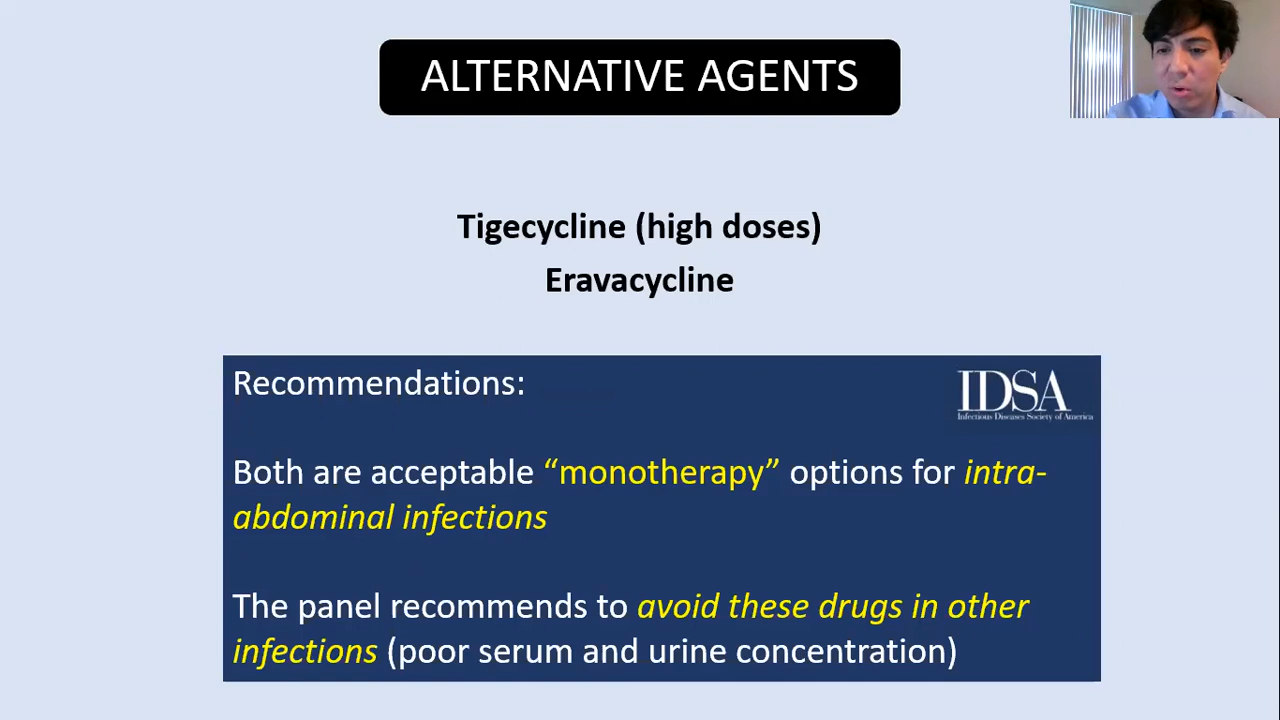 ALTERNATIVE AGENTS
Tigecycline (high doses)
Eravacycline
Recommendations:
IDSA
Infectious Diseases Society of America
Both are acceptable “monotherapy” options for intra-
abdominal infections
The panel recommends to avoid these drugs in other
infections (poor serum and urine concentration)